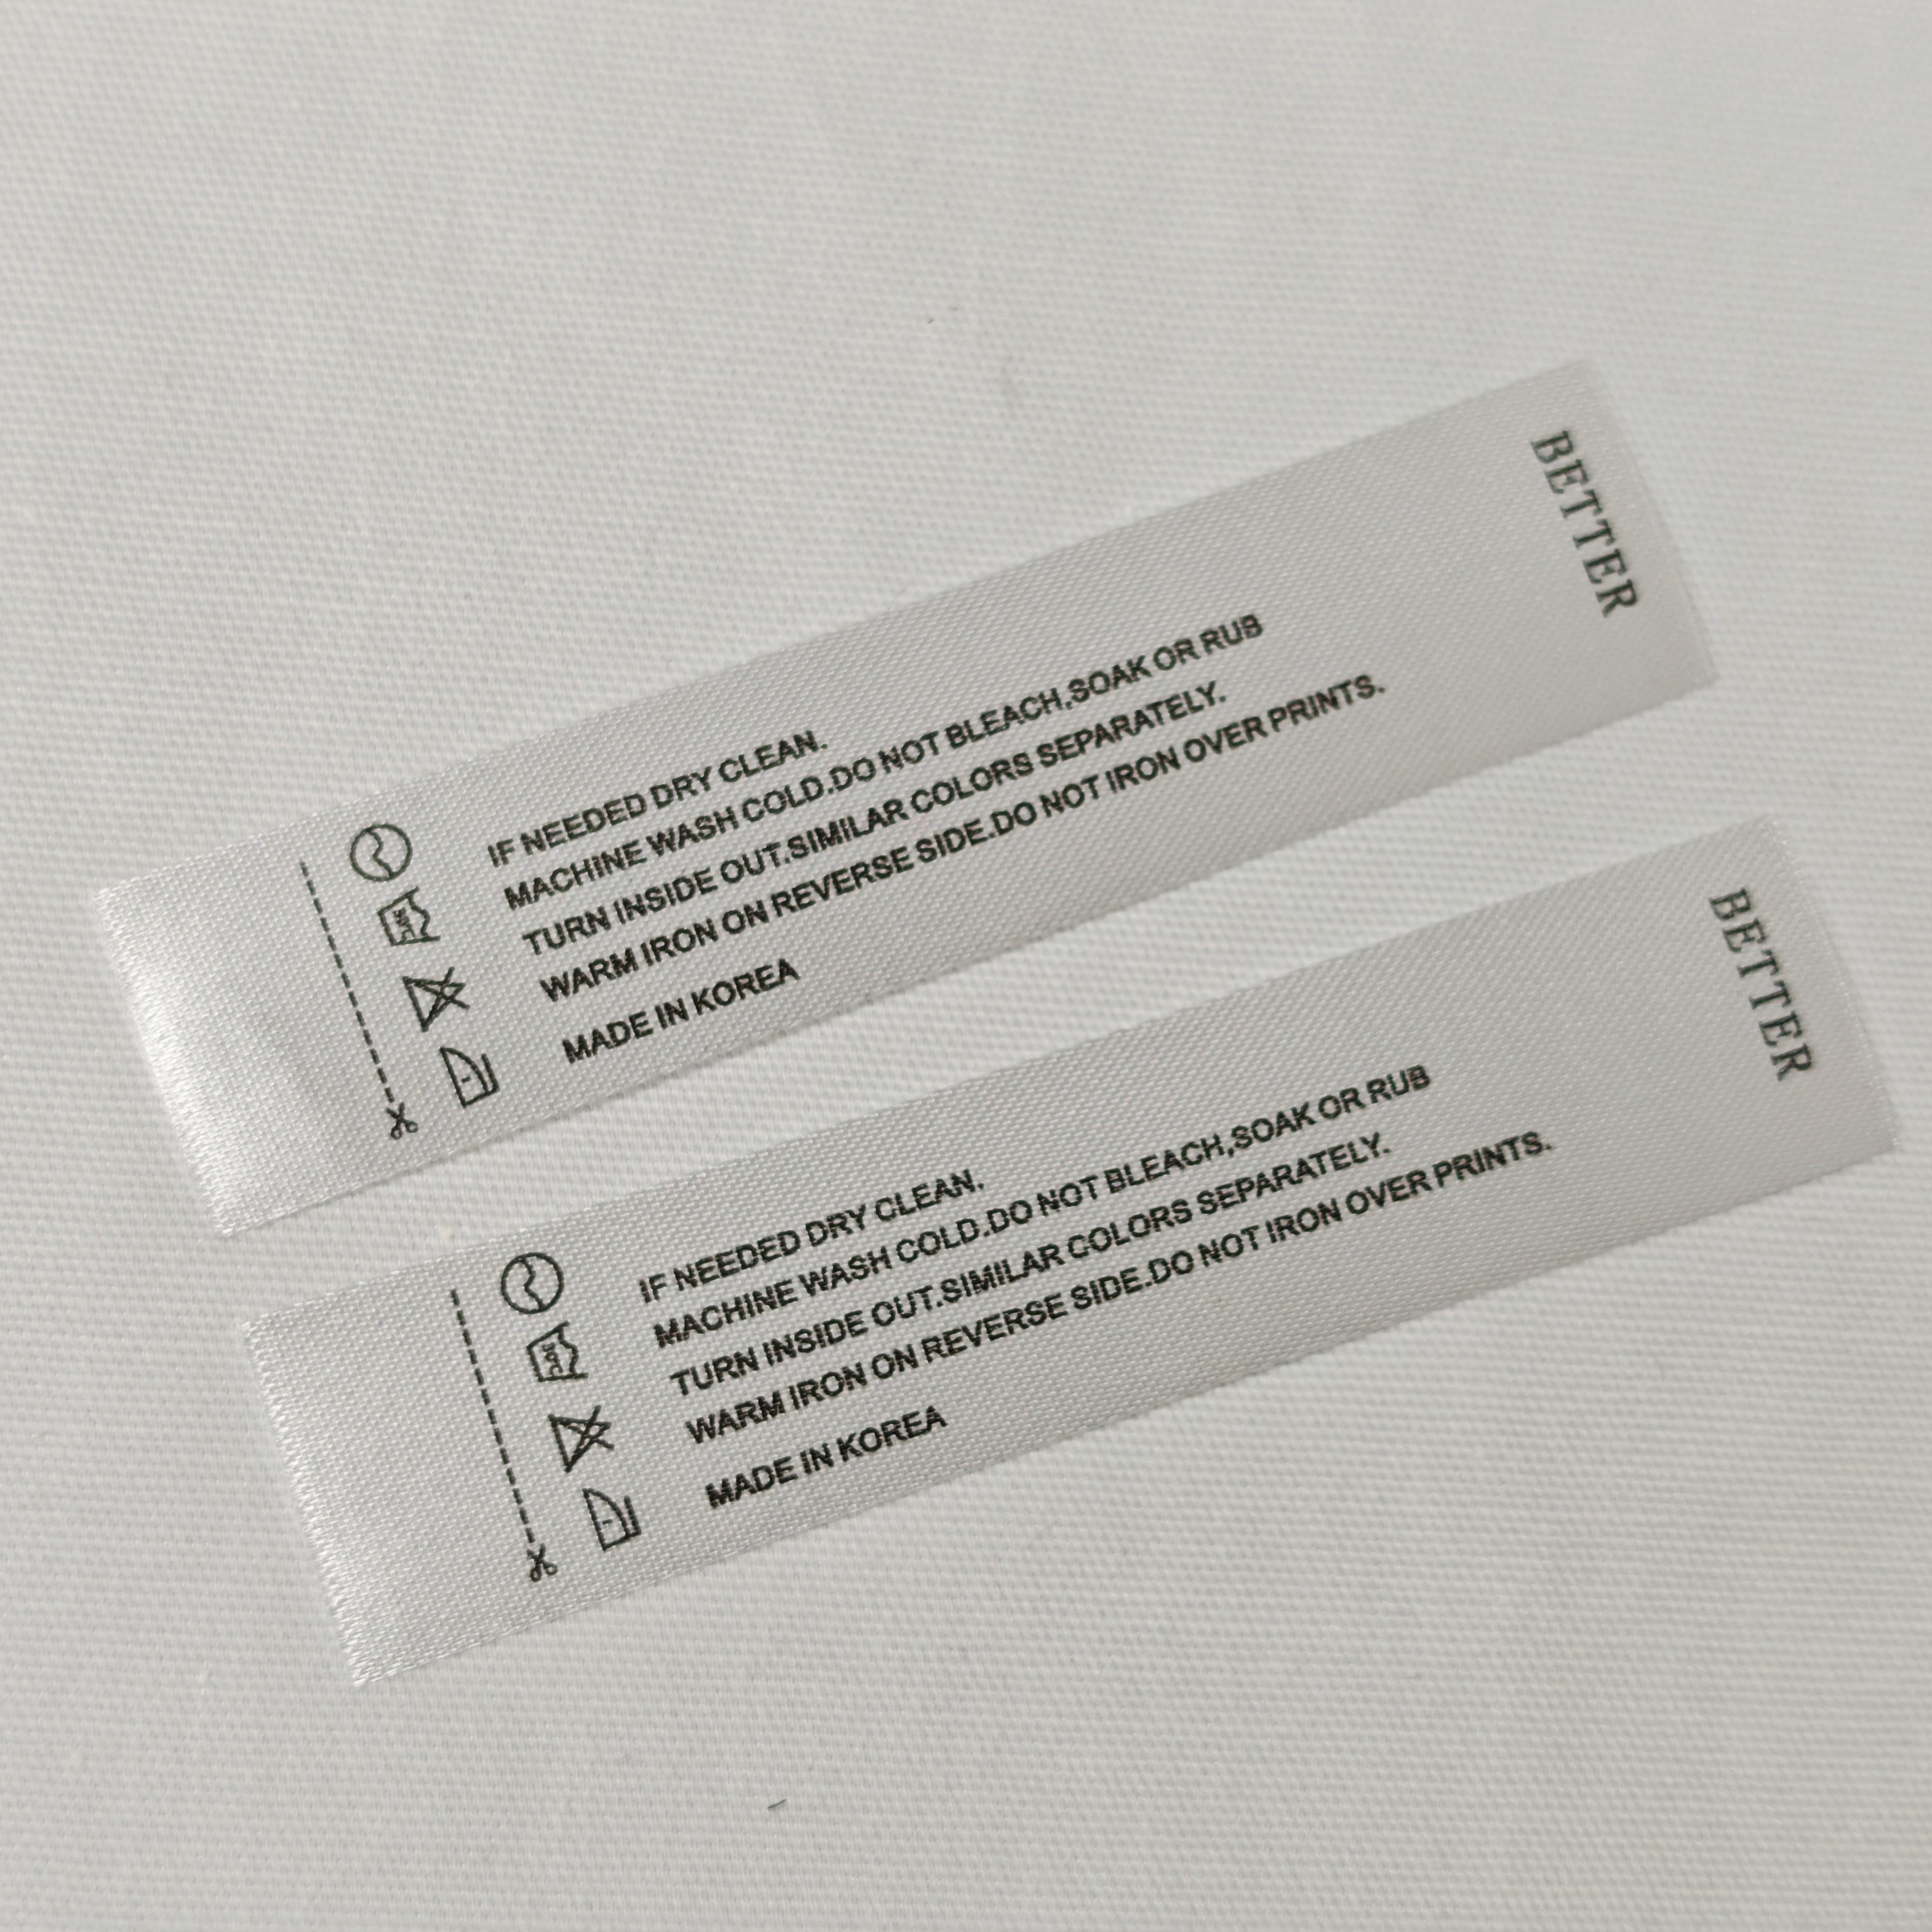 IF NEEDED DRY CLEAN.
MACHINE WASH COLD.DO NOT BLEACH,SOAK OR RUB
TURN INSIDE OUT.SIMILAR COLORS SEPARATELY.
WARM IRON ON REVERSE SIDE.DO NOT IRON OVER PRINTS.
MADE IN KOREA
BETTER
IF NEEDED DRY CLEAN.
MACHINE WASH COLD.DO NOT BLEACH,SOAK OR RUB
TURN INSIDE OUT.SIMILAR COLORS SEPARATELY.
WARM IRON ON REVERSE SIDE.DO NOT IRON OVER PRINTS.
MADE IN KOREA
BETTER